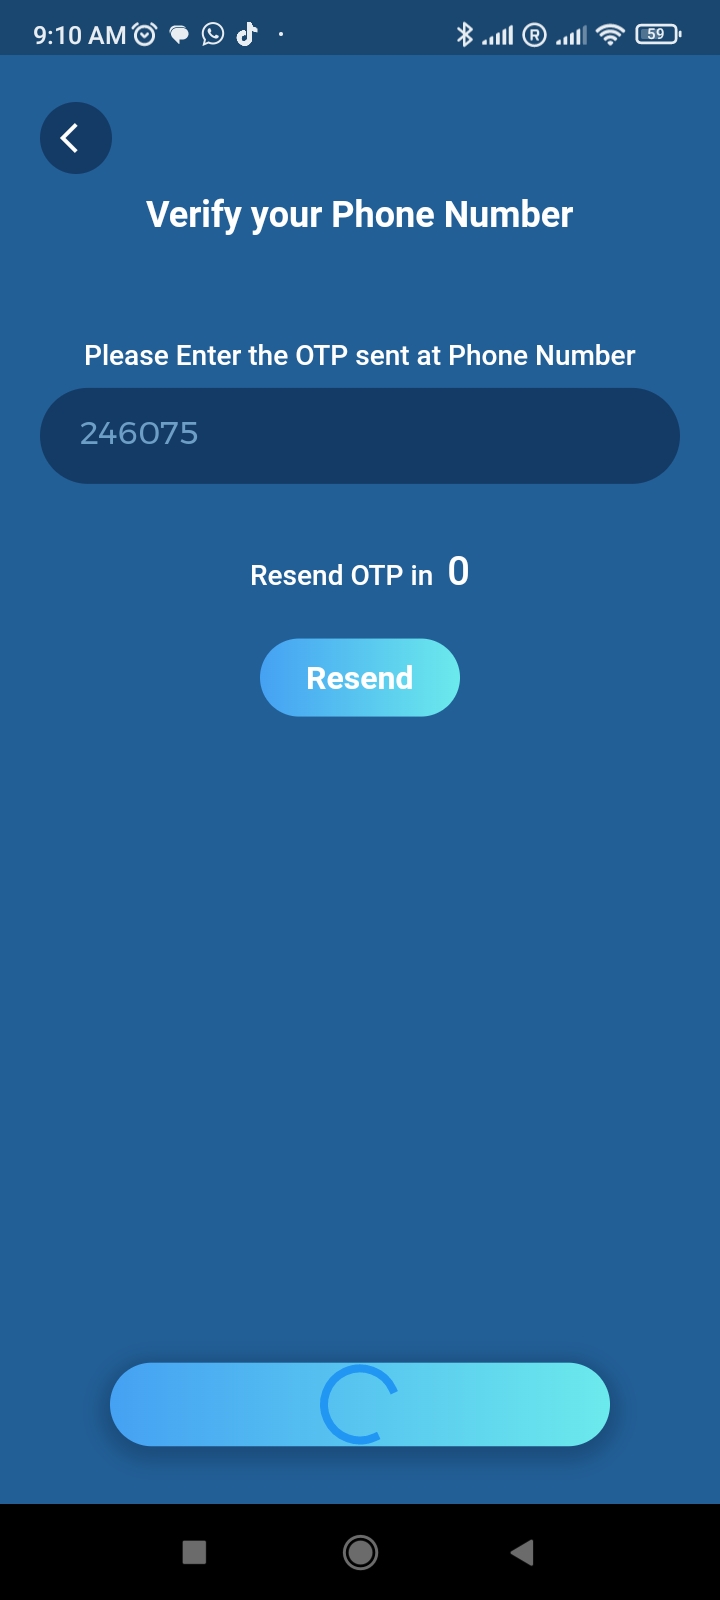 9:10 AM
59
Verify your Phone Number
Please Enter the OTP sent at Phone Number
246075
Resend OTP in 0
Resend